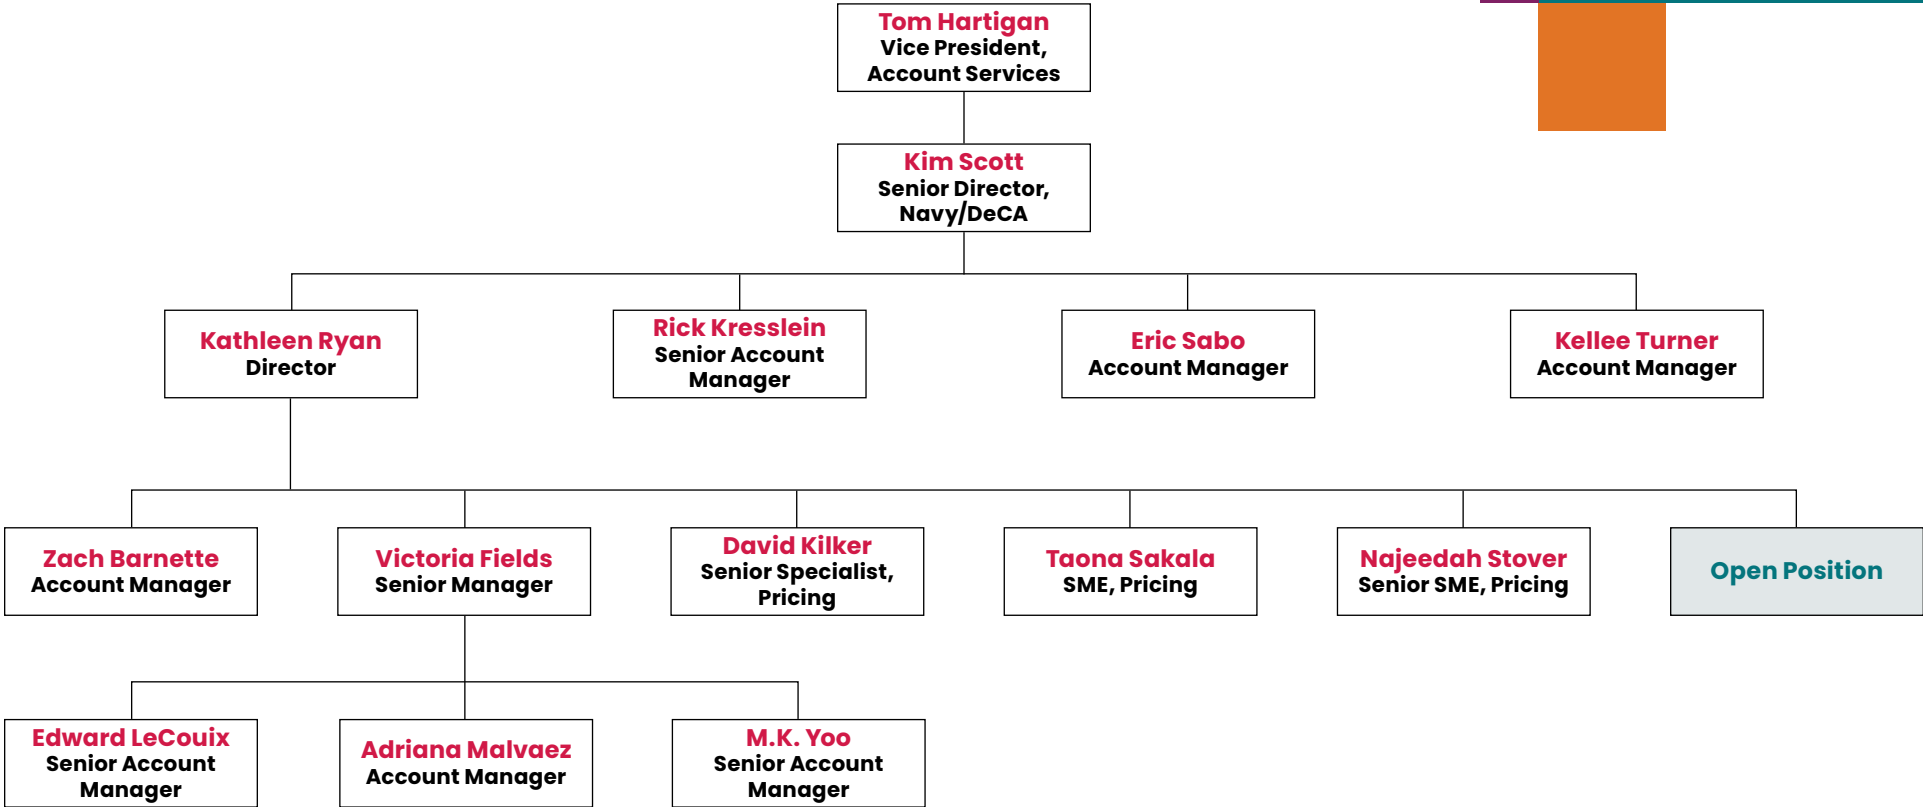 Tom Hartigan
Vice President,
Account Services
Kim Scott
Senior Director,
Navy/DeCA
Kathleen Ryan
Director
Rick Kresslein
Senior Account
Manager
Eric Sabo
Account Manager
Kellee Turner
Account Manager
Zach Barnette
Account Manager
Victoria Fields
Senior Manager
David Kilker
Senior Specialist,
Pricing
Taona Sakala
SME, Pricing
Najeedah Stover
Senior SME, Pricing
Open Position
Edward LeCouix
Senior Account
Manager
Adriana Malvaez
Account Manager
M.K. Yoo
Senior Account
Manager